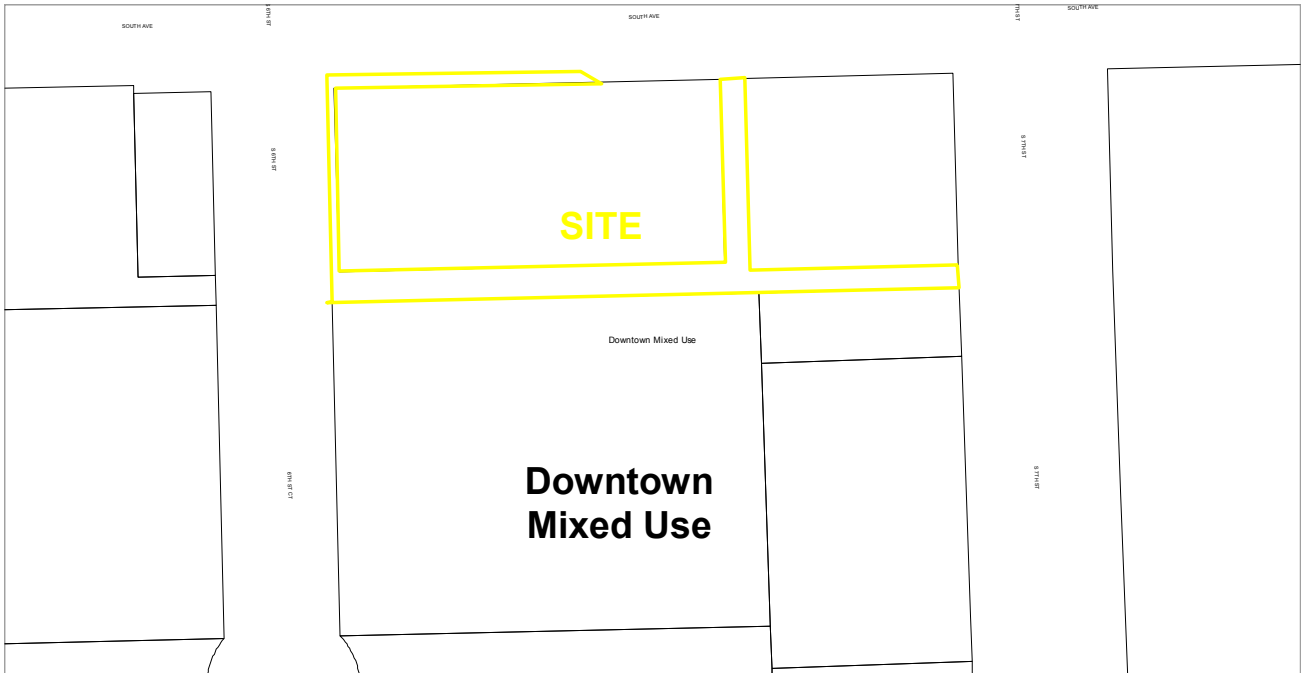 SOUTH AVE
SOUTH AVE
SOUTH AVE
S 6TH ST
S 7TH ST
SITE
Downtown Mixed Use
Downtown
Mixed Use
6TH ST CT
S 7TH ST